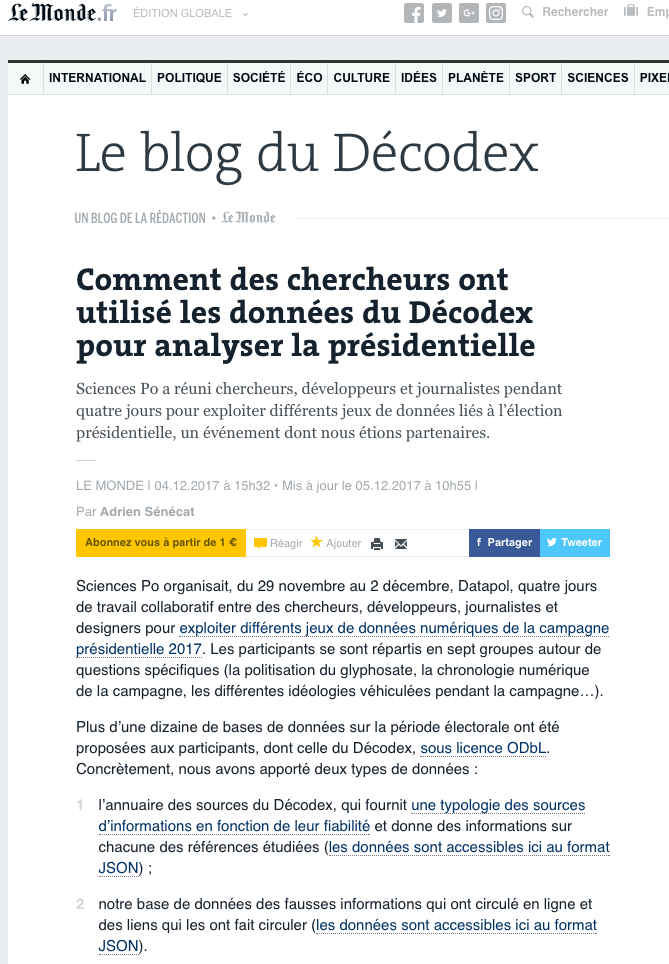 Le Monde.fr ÉDITION GLOBALE Rechercher Emp
INTERNATIONAL POLITIQUE SOCIÉTÉ ÉCO CULTURE IDÉES PLANÈTE SPORT SCIENCES PIXE
Le blog du Décodex
UN BLOG DE LA RÉDACTION • Le Monde
Comment des chercheurs ont
utilisé les données du Décodex
pour analyser la présidentielle
Sciences Po a réuni chercheurs, développeurs et journalistes pendant
quatre jours pour exploiter différents jeux de données liés à l’élection
présidentielle, un événement dont nous étions partenaires.
LE MONDE | 04.12.2017 à 15h32 • Mis à jour le 05.12.2017 à 10h55 |
Par Adrien Sénécat
Abonnez vous à partir de 1 € Réagir Ajouter f Partager Tweeter
Sciences Po organisait, du 29 novembre au 2 décembre, Datapol, quatre jours
de travail collaboratif entre des chercheurs, développeurs, journalistes et
designers pour exploiter différents jeux de données numériques de la campagne
présidentielle 2017. Les participants se sont répartis en sept groupes autour de
questions spécifiques (la politisation du glyphosate, la chronologie numérique
de la campagne, les différentes idéologies véhiculées pendant la campagne…).
Plus d’une dizaine de bases de données sur la période électorale ont été
proposées aux participants, dont celle du Décodex, sous licence ODbL.
Concrètement, nous avons apporté deux types de données :
1 l’annuaire des sources du Décodex, qui fournit une typologie des sources
d’informations en fonction de leur fiabilité et donne des informations sur
chacune des références étudiées (les données sont accessibles ici au format
JSON) ;
2 notre base de données des fausses informations qui ont circulé en ligne et
des liens qui les ont fait circuler (les données sont accessibles ici au format
JSON).